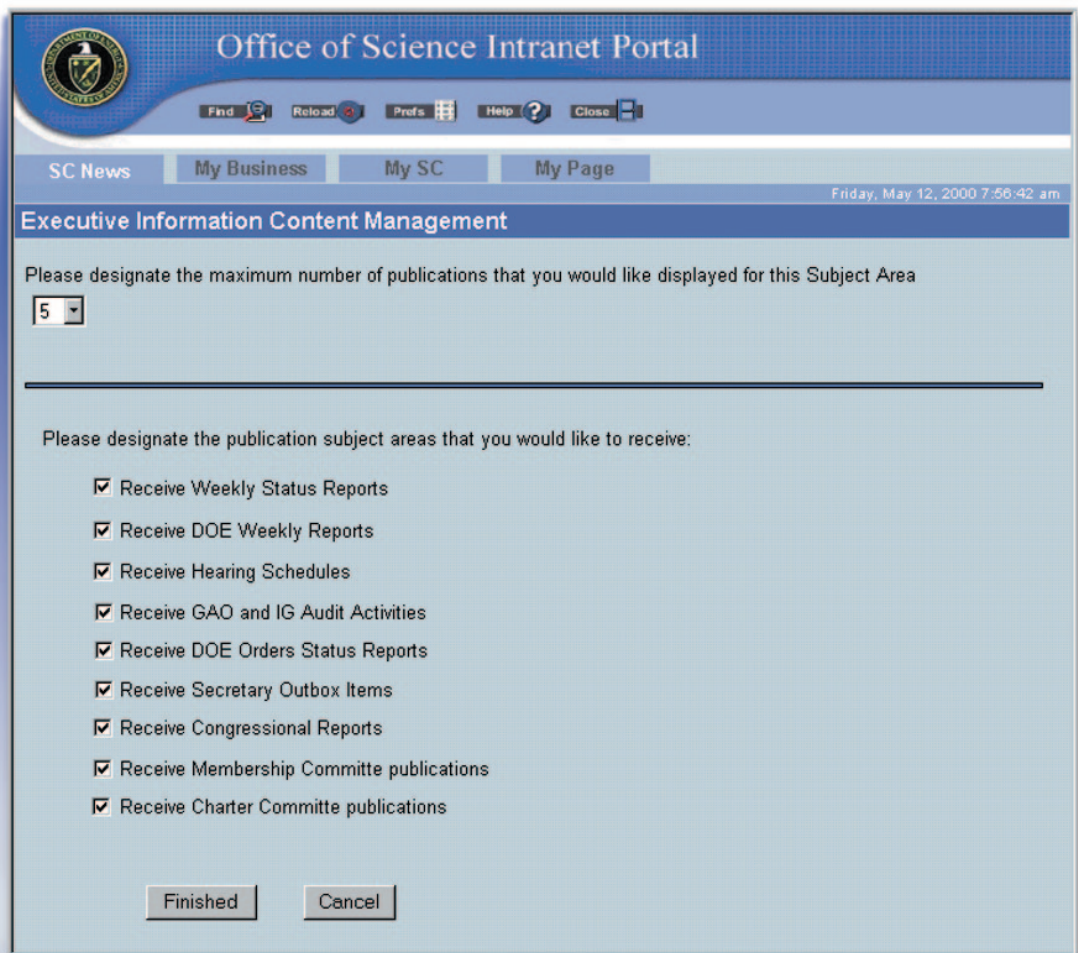 Office of Science Intranet Portal
Find Reload Prefs Help ? Close
SC News My Business My SC My Page
Friday, May 12, 2000 7:56:42 am
Executive Information Content Management
Please designate the maximum number of publications that you would like displayed for this Subject Area
5
Please designate the publication subject areas that you would like to receive:
Receive Weekly Status Reports
Receive DOE Weekly Reports
Receive Hearing Schedules
Receive GAO and IG Audit Activities
Receive DOE Orders Status Reports
Receive Secretary Outbox Items
Receive Congressional Reports
Receive Membership Committe publications
Receive Charter Committe publications
Finished Cancel